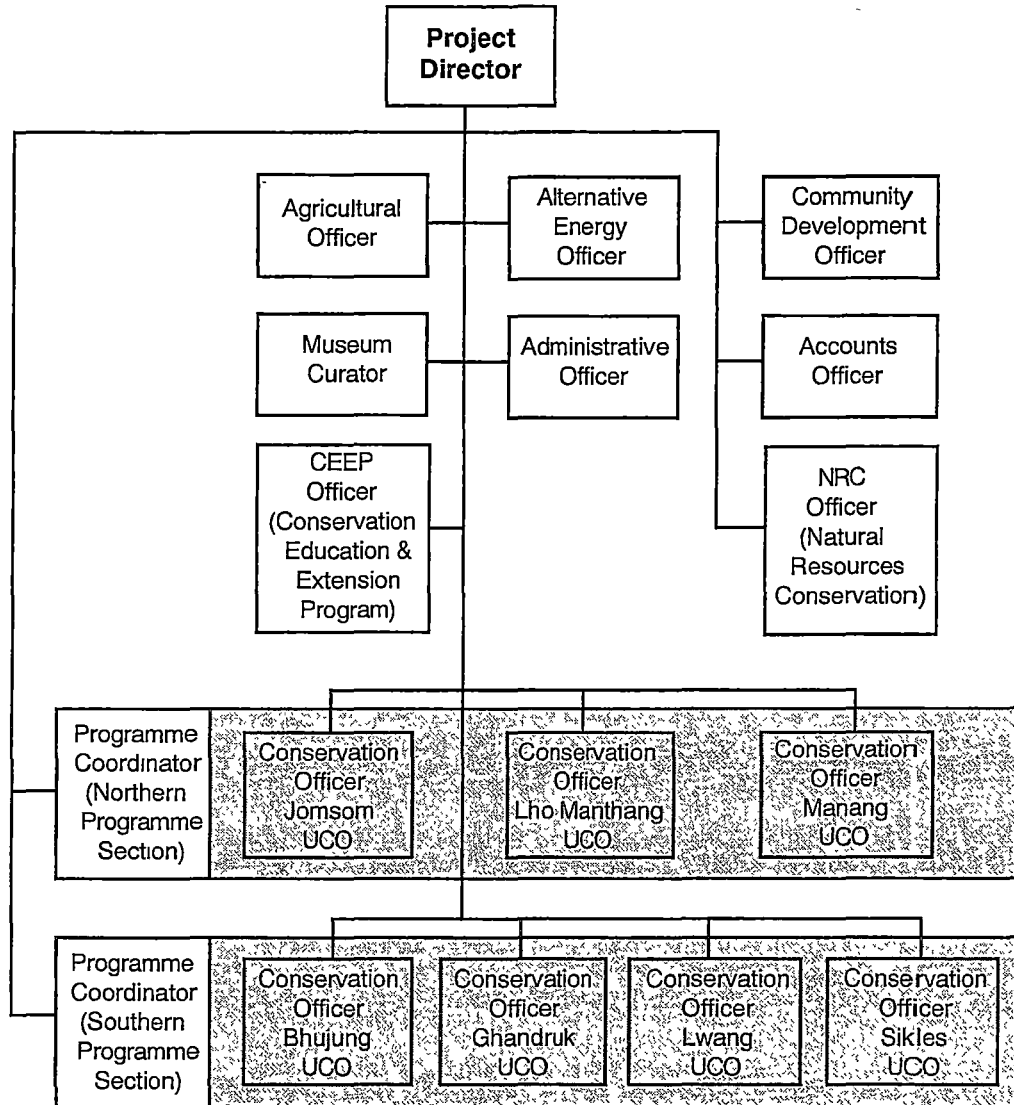 Project
Director
Agricultural
Officer
Alternative
Energy
Officer
Community
Development
Officer
Museum
Curator
Administrative
Officer
Accounts
Officer
CEEP
Officer
(Conservation
Education &
Extension
Program)
NRC
Officer
(Natural
Resources
Conservation)
Programme
Coordinator
(Northern
Programme
Section)
Conservation
Officer
Jomsom
UCO
Conservation
Officer
Lho Manthang
UCO
Conservation
Officer
Manang
UCO
Programme
Coordinator
(Southern
Programme
Section)
Conservation
Officer
Bhujung
UCO
Conservation
Officer
Ghandruk
UCO
Conservation
Officer
Lwang
UCO
Conservation
Officer
Sikles
UCO